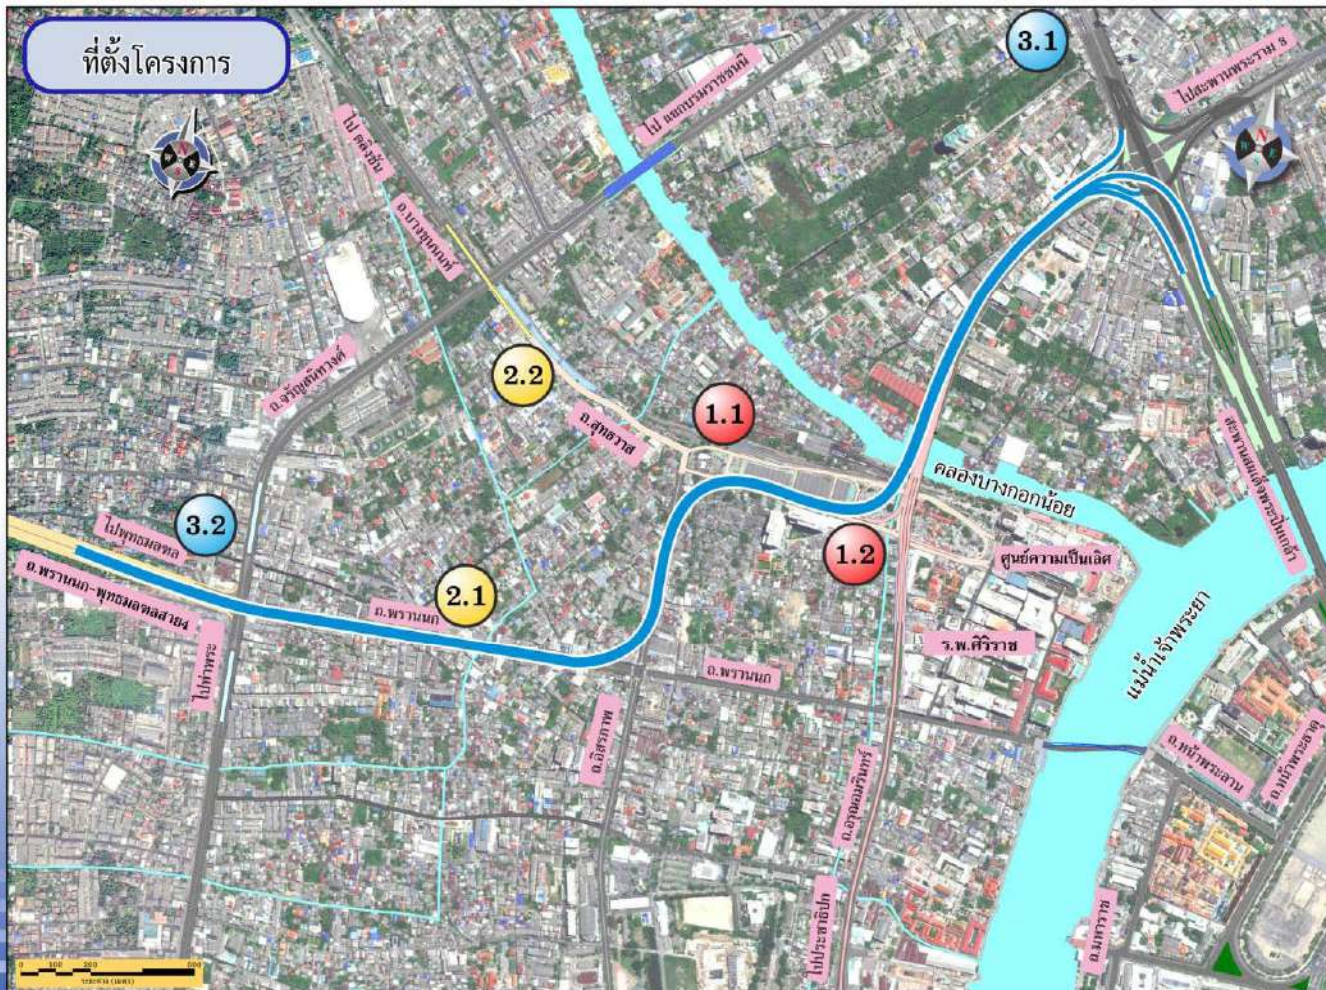 ที่ตั้งโครงการ
3.1
ไปสะพานพระราม 8
ไป แยกบรมราชชนนี
ไป ตลิ่งชัน
ถ.บางขุนนนท์
2.2
ถ.จรัญสนิทวงศ์
1.1
ถ.สุทธาวาส
สะพานสมเด็จพระปิ่นเกล้า
คลองบางกอกน้อย
3.2
ไปพุทธมณฑล
1.2
ศูนย์ความเป็นเลิศ
ถ.พรานนก-พุทธมณฑลสาย4
2.1
ถ.พรานนก
ร.พ.ศิริราช
แม่น้ำเจ้าพระยา
ไปท่าพระ
ถ.พรานนก
ถ.อิสรภาพ
ถ.หน้าพระลาน
ถ.หน้าพระธาตุ
ถ.อรุณอมรินทร์
ไปประชาธิปก
ถ.มหาราช
0 100 200